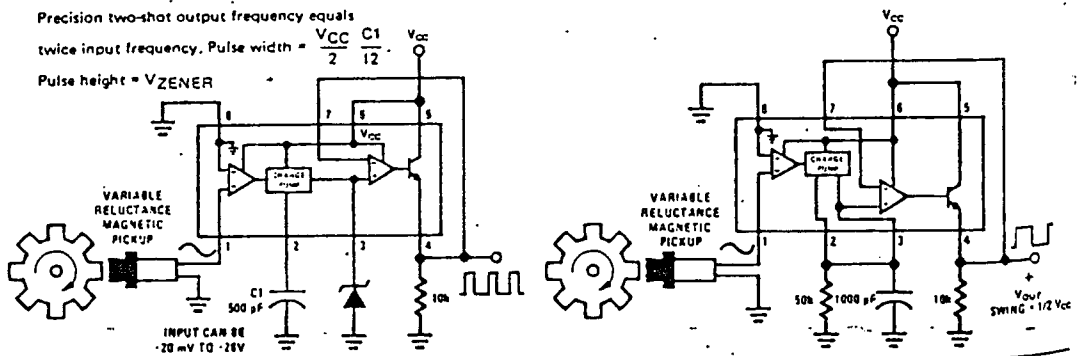 Precision two-shot output frequency equals
twice input frequency. Pulse width = VCC/2 C1/I2.
Pulse height = VZENER
VCC
8 7 6 5
VCC
CHARGE PUMP
VARIABLE
RELUCTANCE
MAGNETIC
PICKUP
1 2 3 4
C1
500 pF
10k
INPUT CAN BE
-20 mV TO -28V
VCC
8 7 6 5
CHARGE PUMP
VARIABLE
RELUCTANCE
MAGNETIC
PICKUP
1 2 3 4
50k 1000 pF 10k
+
VOUT
SWING = 1/2 VCC
-